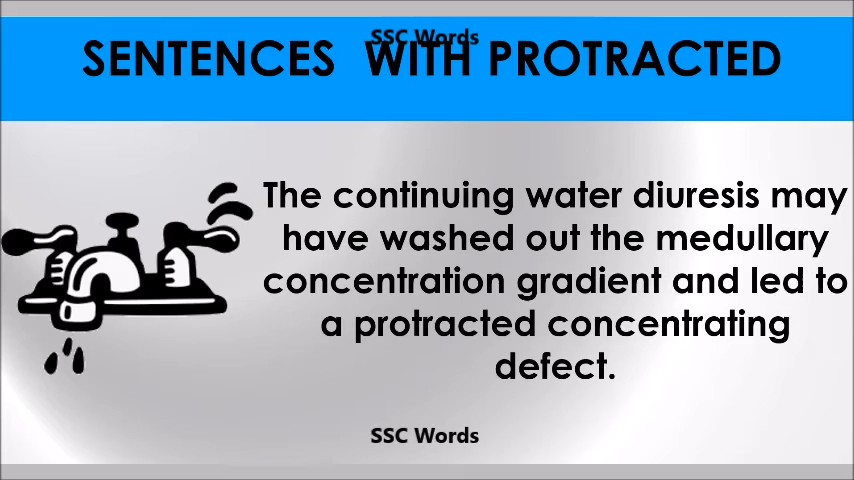 SSC Words
SENTENCES WITH PROTRACTED
The continuing water diuresis may
have washed out the medullary
concentration gradient and led to
a protracted concentrating
defect.
SSC Words